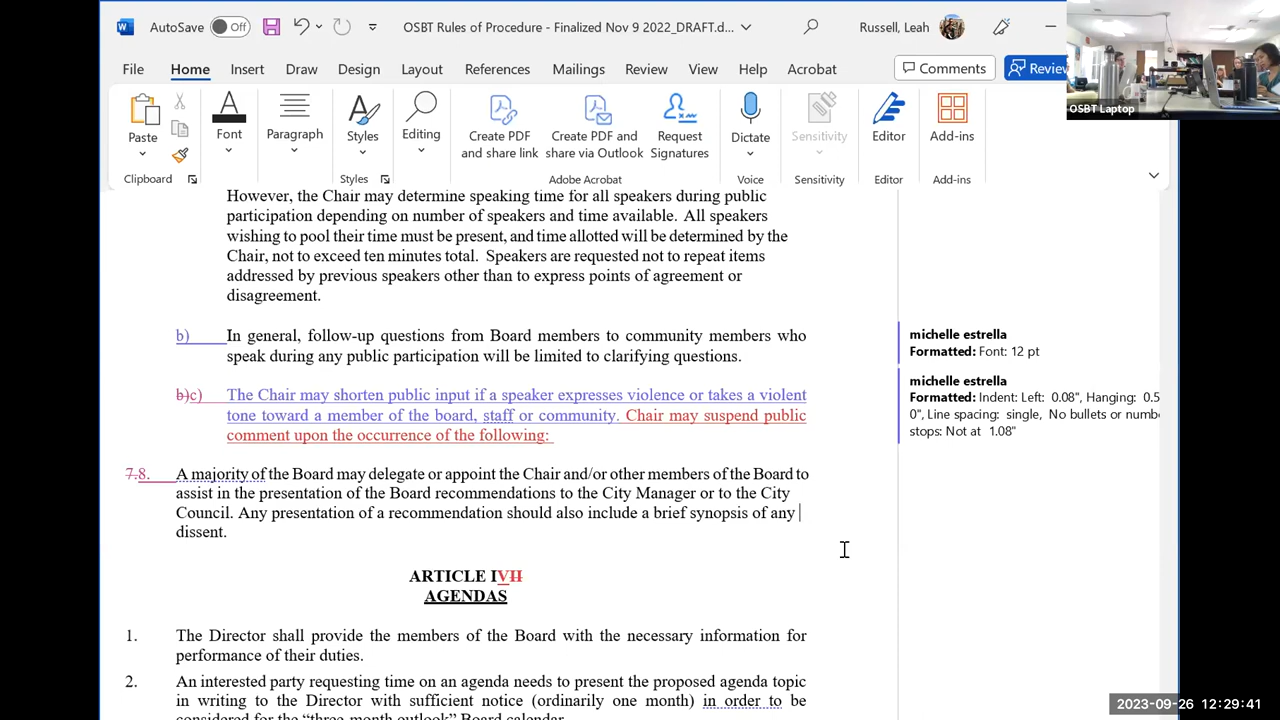 AutoSave Off
OSBT Rules of Procedure - Finalized Nov 9 2022_DRAFT.d...
Russell, Leah
File Home Insert Draw Design Layout References Mailings Review View Help Acrobat Comments Review
Paste Font Paragraph Styles Editing Create PDF and share link Create PDF and share via Outlook Request Signatures Dictate Sensitivity Editor Add-ins
Clipboard Styles Adobe Acrobat Voice Sensitivity Editor Add-ins
OSBT Laptop
However, the Chair may determine speaking time for all speakers during public
participation depending on number of speakers and time available. All speakers
wishing to pool their time must be present, and time allotted will be determined by the
Chair, not to exceed ten minutes total. Speakers are requested not to repeat items
addressed by previous speakers other than to express points of agreement or
disagreement.
b) In general, follow-up questions from Board members to community members who
speak during any public participation will be limited to clarifying questions.
b)c) The Chair may shorten public input if a speaker expresses violence or takes a violent
tone toward a member of the board, staff or community. Chair may suspend public
comment upon the occurrence of the following:
7.8. A majority of the Board may delegate or appoint the Chair and/or other members of the Board to
assist in the presentation of the Board recommendations to the City Manager or to the City
Council. Any presentation of a recommendation should also include a brief synopsis of any
dissent.
ARTICLE IVII
AGENDAS
1. The Director shall provide the members of the Board with the necessary information for
performance of their duties.
2. An interested party requesting time on an agenda needs to present the proposed agenda topic
in writing to the Director with sufficient notice (ordinarily one month) in order to be
considered for the "three-month outlook" Board calendar.
michelle estrella
Formatted: Font: 12 pt
michelle estrella
Formatted: Indent: Left: 0.08", Hanging: 0.5
0", Line spacing: single, No bullets or numbe
stops: Not at 1.08"
2023-09-26 12:29:41